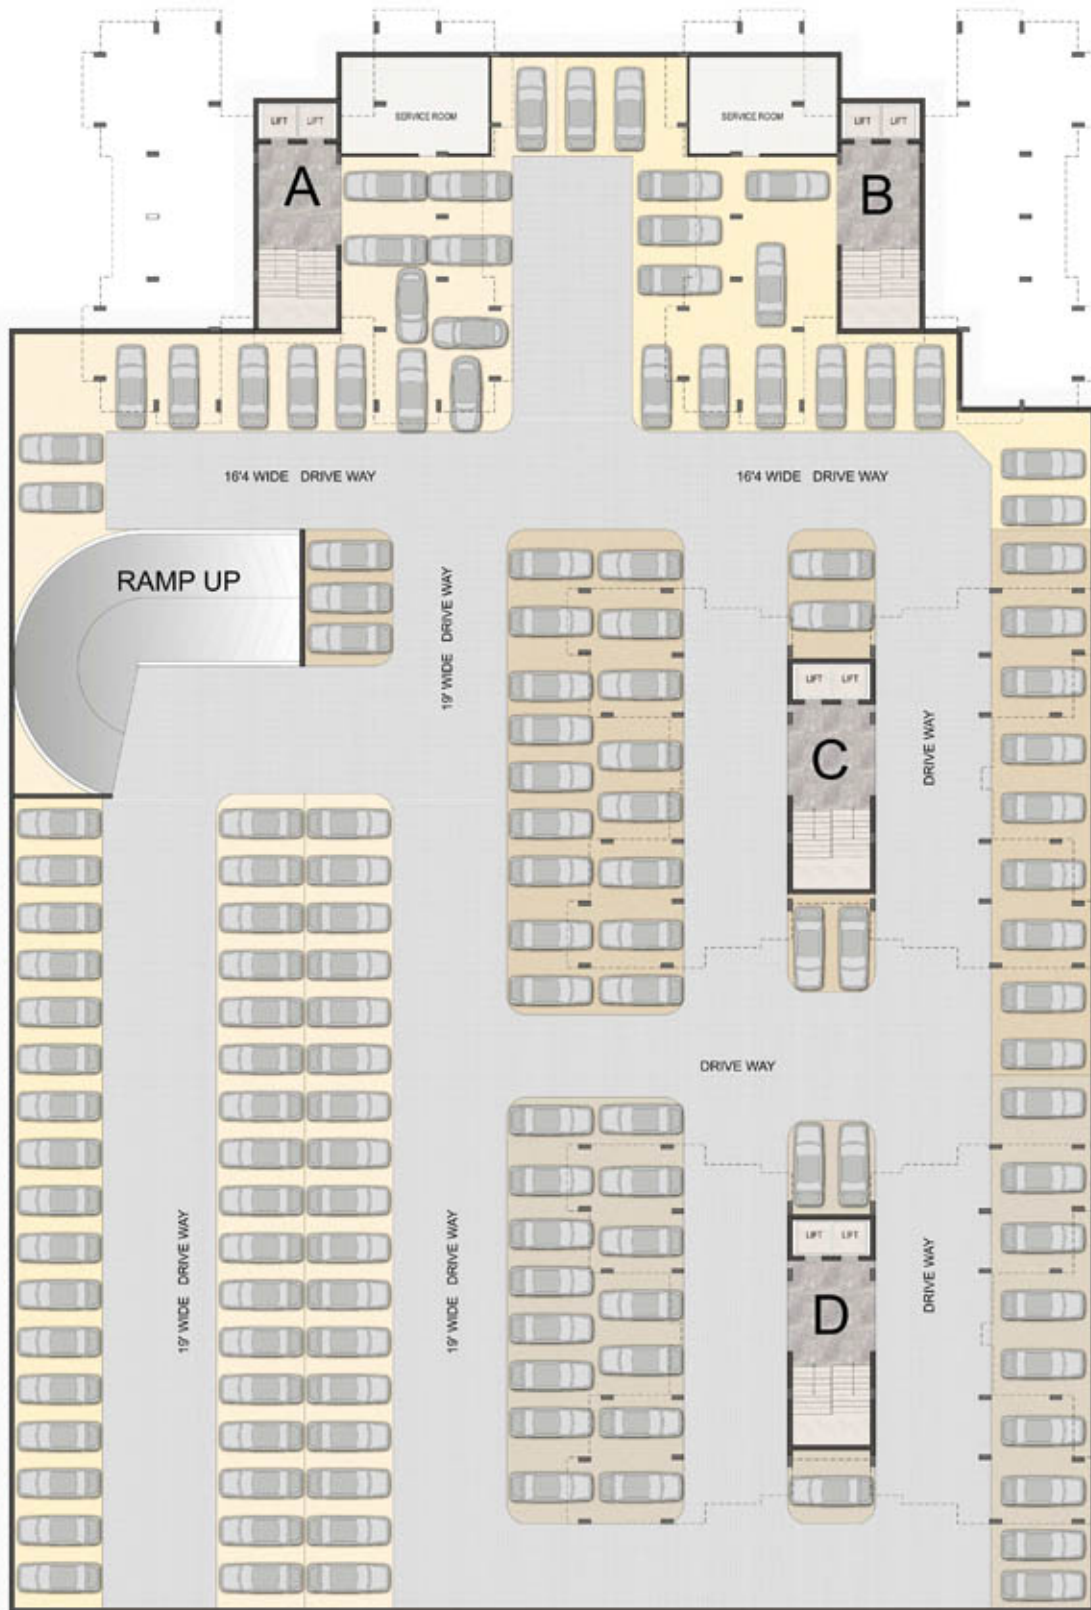 SERVICE ROOM
SERVICE ROOM
LIFT LIFT
LIFT LIFT
A
B
16'4 WIDE DRIVE WAY
16'4 WIDE DRIVE WAY
RAMP UP
19' WIDE DRIVE WAY
LIFT LIFT
C
DRIVE WAY
DRIVE WAY
19' WIDE DRIVE WAY
19' WIDE DRIVE WAY
LIFT LIFT
D
DRIVE WAY